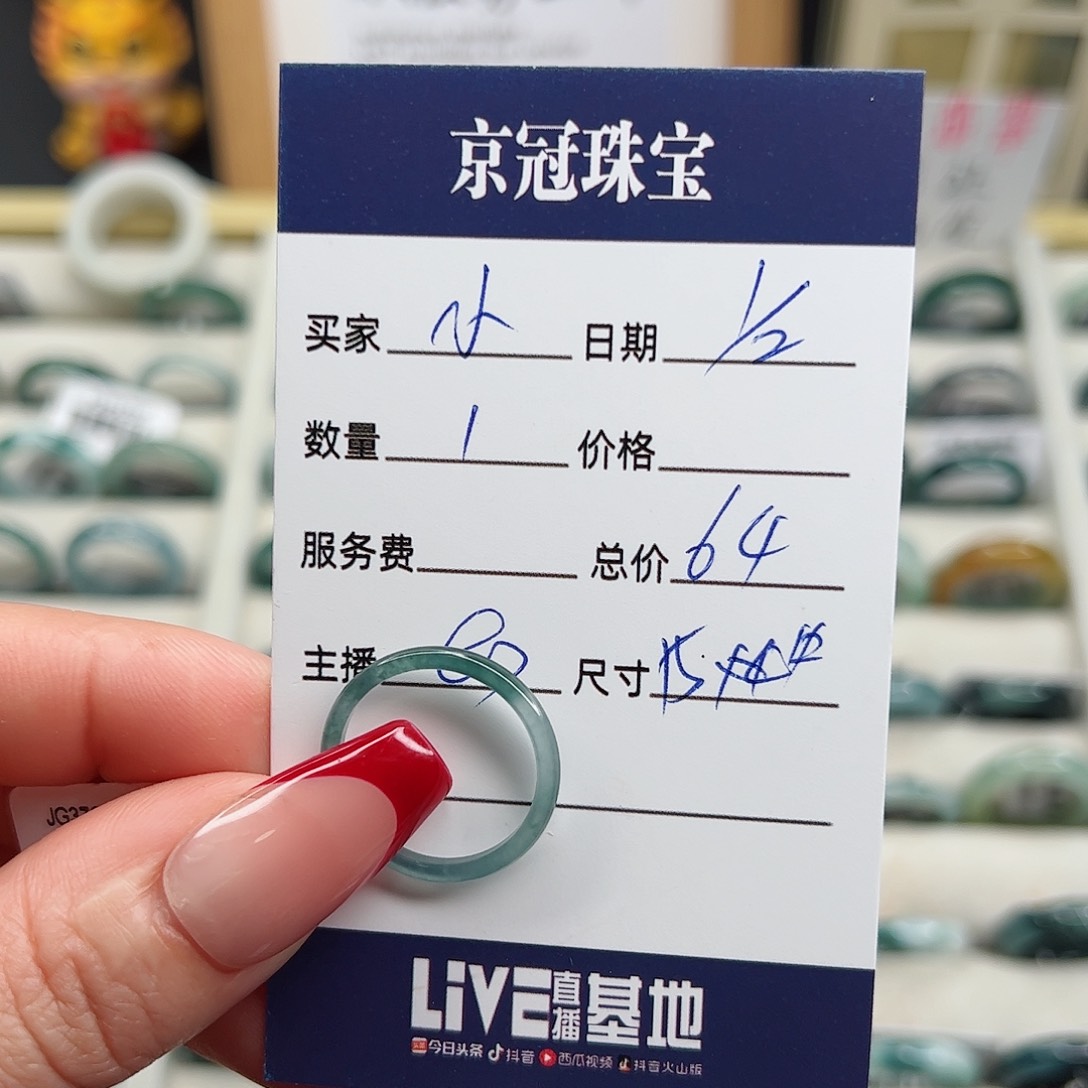 京冠珠宝
买家 日期 1/2
数量 1 价格
服务费 总价 64
主播 尺寸 15
JG37
LiVE直播基地
今日头条 抖音 西瓜视频 抖音火山版